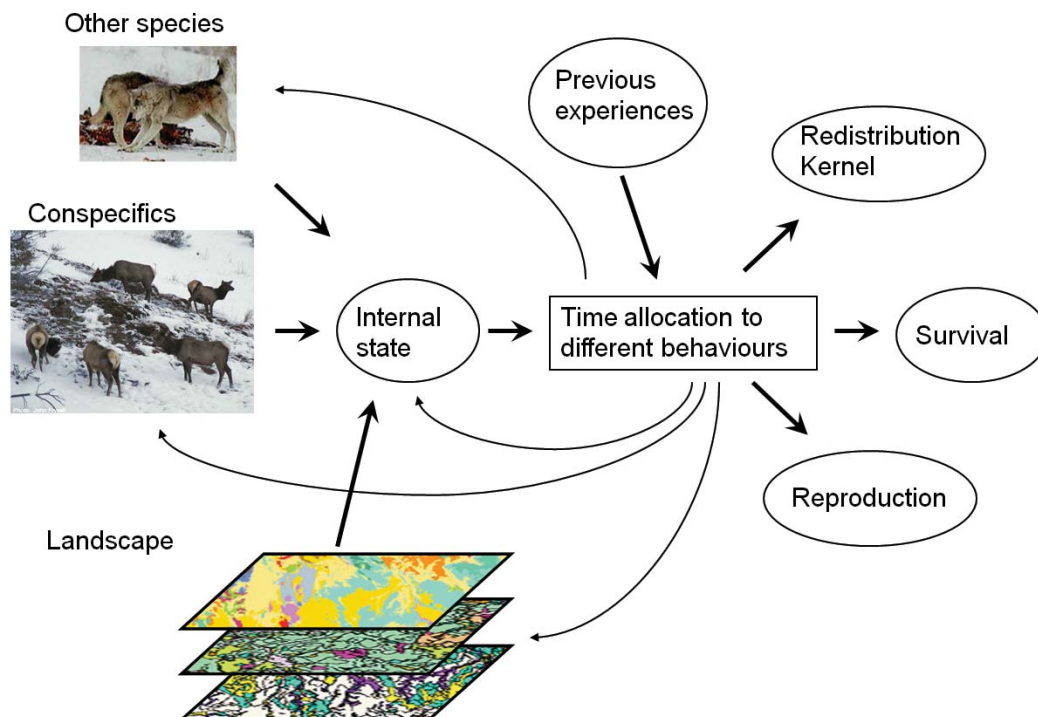 Other species
Previous
experiences
Redistribution
Kernel
Conspecifics
Internal
state
Time allocation to
different behaviours
Survival
Reproduction
Landscape